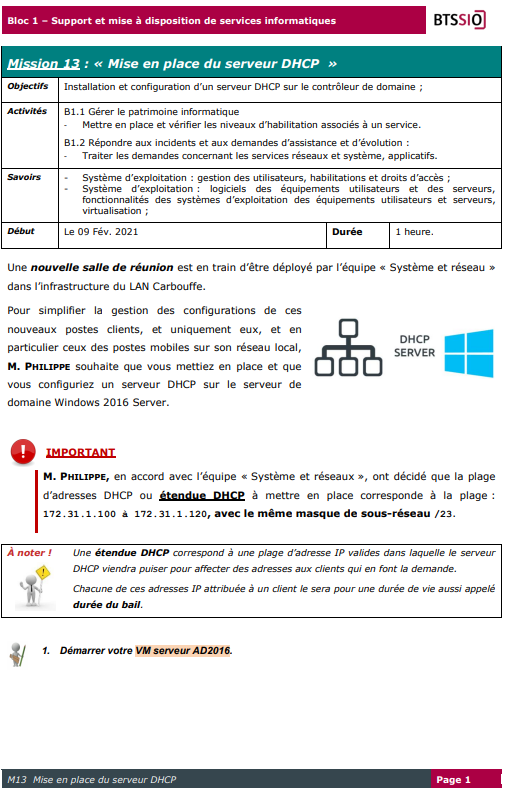 Bloc 1 – Support et mise à disposition de services informatiques
BTSSIO
Mission 13 : « Mise en place du serveur DHCP »
Objectifs
Installation et configuration d’un serveur DHCP sur le contrôleur de domaine ;
Activités
B1.1 Gérer le patrimoine informatique
- Mettre en place et vérifier les niveaux d’habilitation associés à un service.
B1.2 Répondre aux incidents et aux demandes d’assistance et d’évolution :
- Traiter les demandes concernant les services réseaux et système, applicatifs.
Savoirs
- Système d’exploitation : gestion des utilisateurs, habilitations et droits d’accès ;
- Système d’exploitation : logiciels des équipements utilisateurs et des serveurs,
fonctionnalités des systèmes d’exploitation des équipements utilisateurs et serveurs,
virtualisation ;
Début
Le 09 Fév. 2021
Durée
1 heure.
Une nouvelle salle de réunion est en train d’être déployé par l’équipe « Système et réseau »
dans l’infrastructure du LAN Carbouffe.
Pour simplifier la gestion des configurations de ces
nouveaux postes clients, et uniquement eux, et en
particulier ceux des postes mobiles sur son réseau local,
M. PHILIPPE souhaite que vous mettiez en place et que
vous configuriez un serveur DHCP sur le serveur de
domaine Windows 2016 Server.
DHCP
SERVER
IMPORTANT
M. PHILIPPE, en accord avec l’équipe « Système et réseaux », ont décidé que la plage
d’adresses DHCP ou étendue DHCP à mettre en place corresponde à la plage :
172.31.1.100 à 172.31.1.120, avec le même masque de sous-réseau /23.
À noter !
Une étendue DHCP correspond à une plage d’adresse IP valides dans laquelle le serveur
DHCP viendra puiser pour affecter des adresses aux clients qui en font la demande.
Chacune de ces adresses IP attribuée à un client le sera pour une durée de vie aussi appelé
durée du bail.
1. Démarrer votre VM serveur AD2016.
M13 Mise en place du serveur DHCP
Page 1